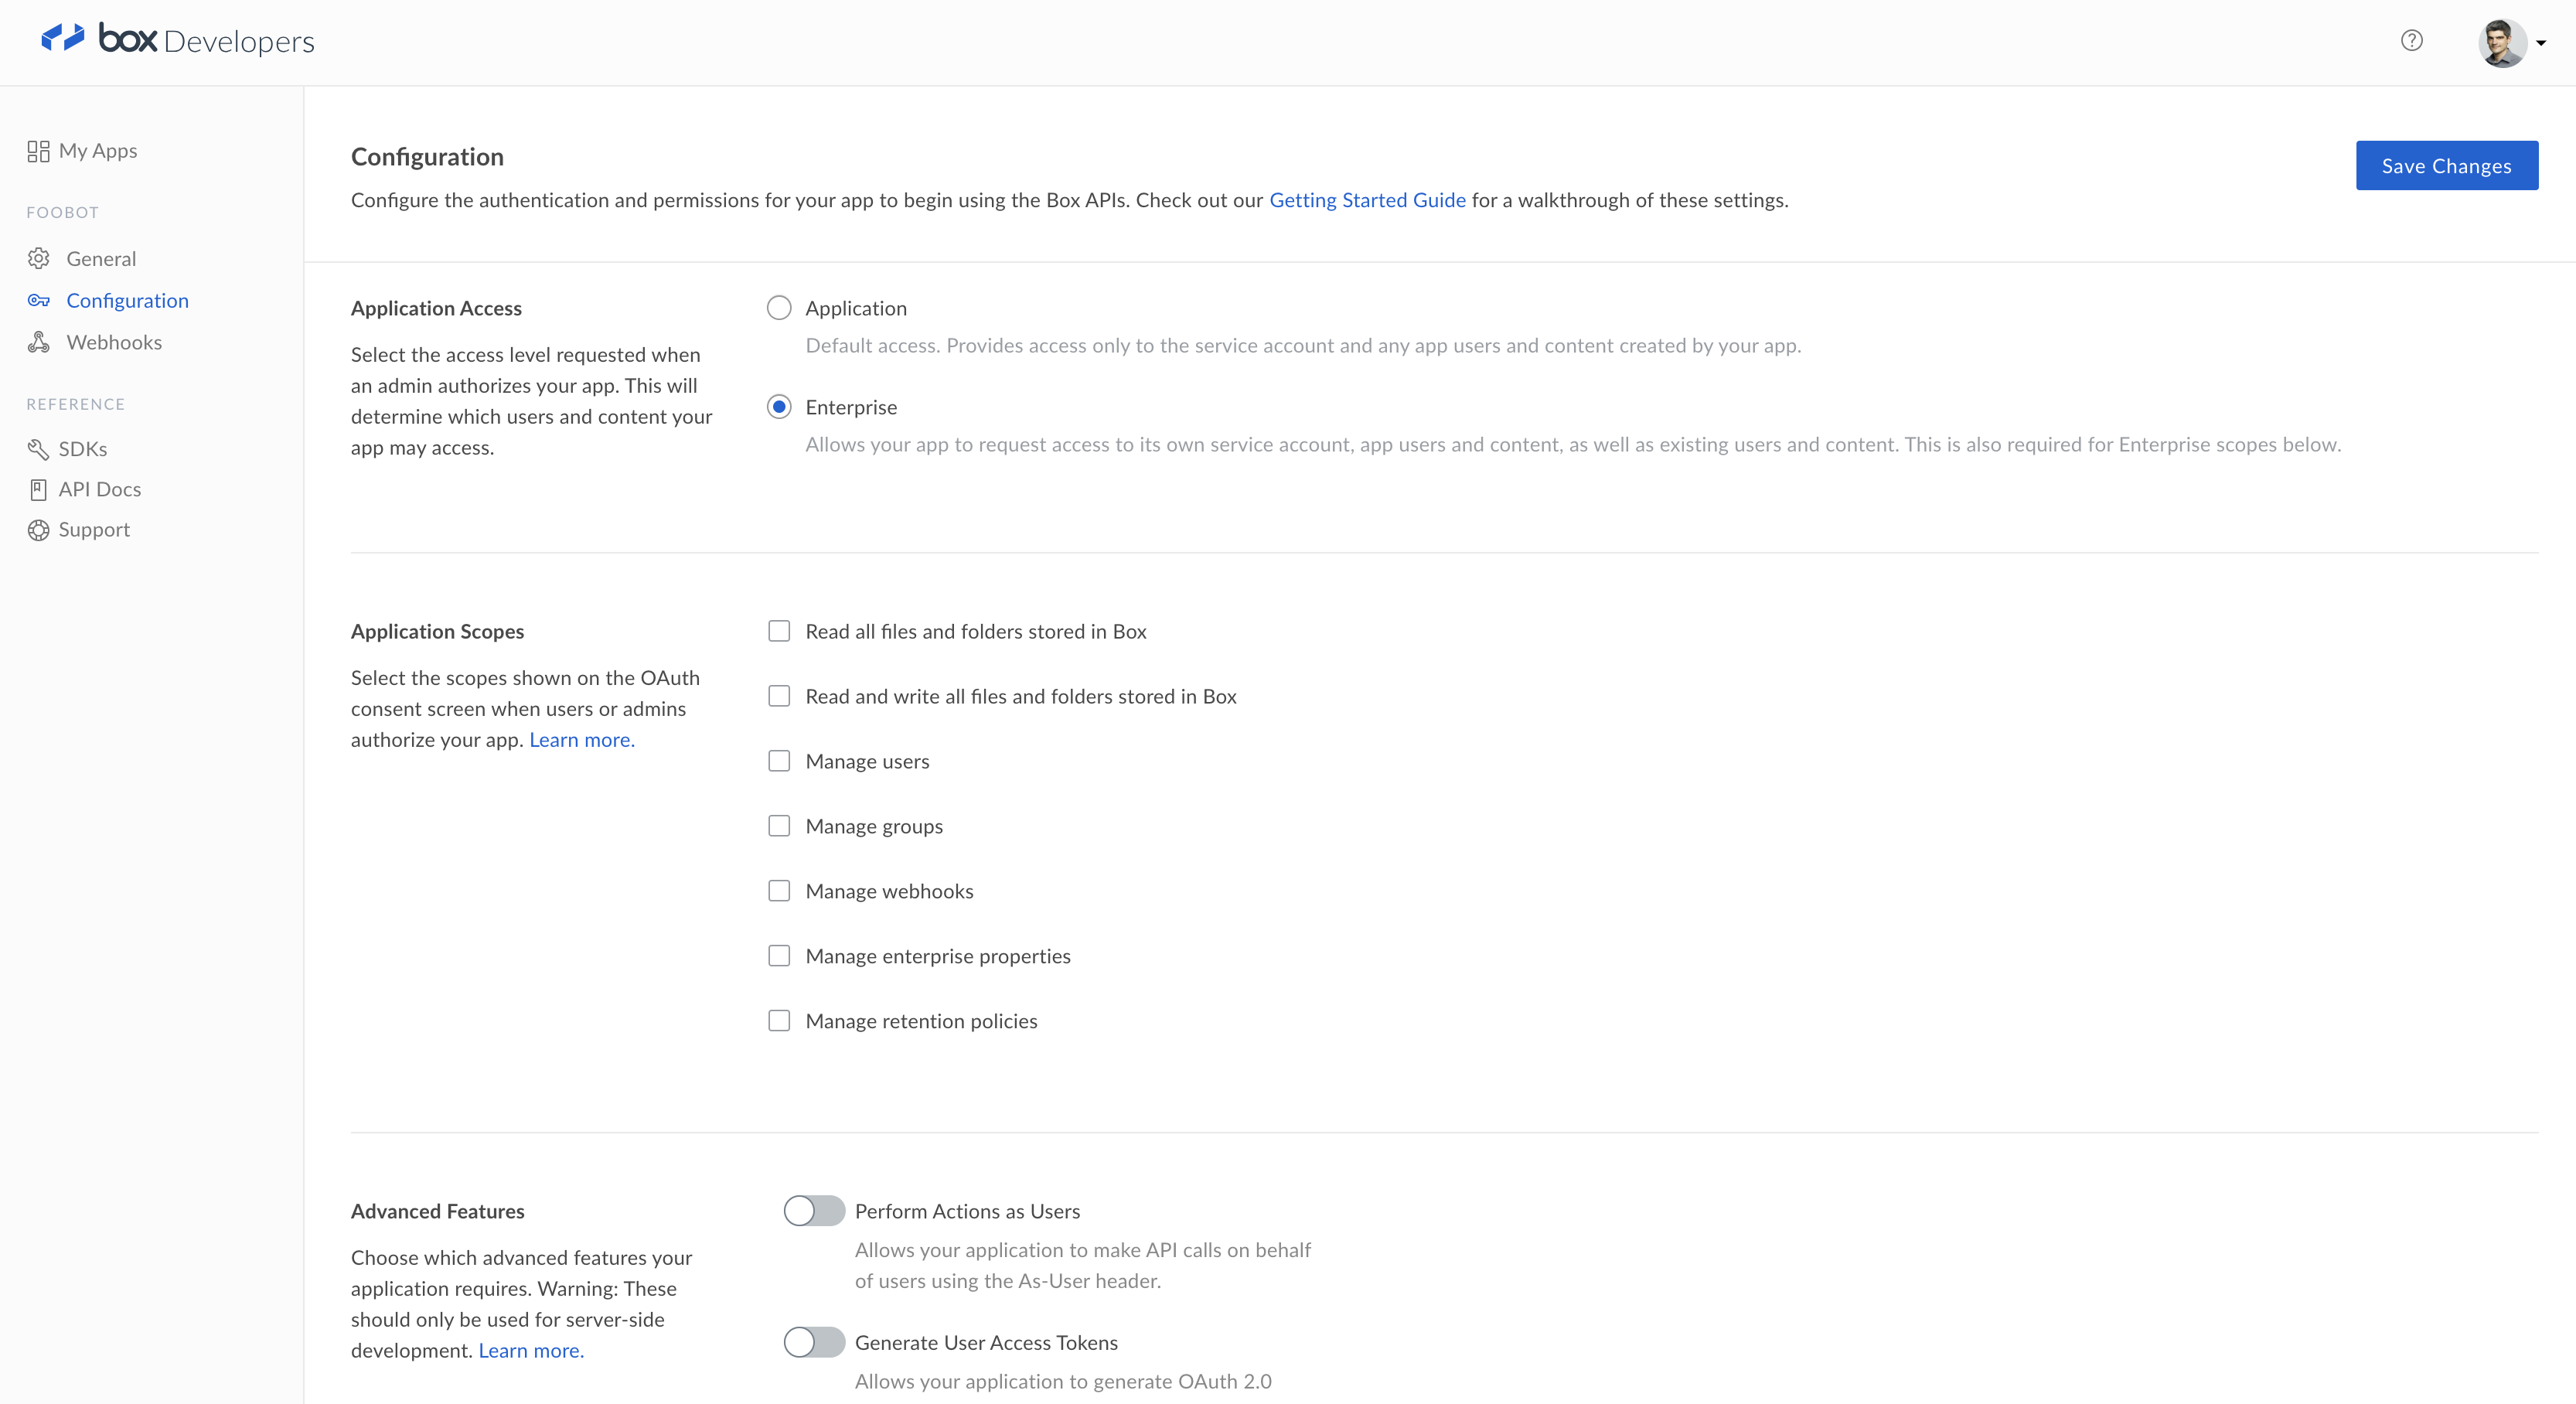 box Developers
My Apps
FOOBOT
General
Configuration
Webhooks
REFERENCE
SDKs
API Docs
Support
Configuration
Configure the authentication and permissions for your app to begin using the Box APIs. Check out our Getting Started Guide for a walkthrough of these settings.
Save Changes
Application Access
Select the access level requested when
an admin authorizes your app. This will
determine which users and content your
app may access.
Application
Default access. Provides access only to the service account and any app users and content created by your app.
Enterprise
Allows your app to request access to its own service account, app users and content, as well as existing users and content. This is also required for Enterprise scopes below.
Application Scopes
Select the scopes shown on the OAuth
consent screen when users or admins
authorize your app. Learn more.
Read all files and folders stored in Box
Read and write all files and folders stored in Box
Manage users
Manage groups
Manage webhooks
Manage enterprise properties
Manage retention policies
Advanced Features
Choose which advanced features your
application requires. Warning: These
should only be used for server-side
development. Learn more.
Perform Actions as Users
Allows your application to make API calls on behalf
of users using the As-User header.
Generate User Access Tokens
Allows your application to generate OAuth 2.0